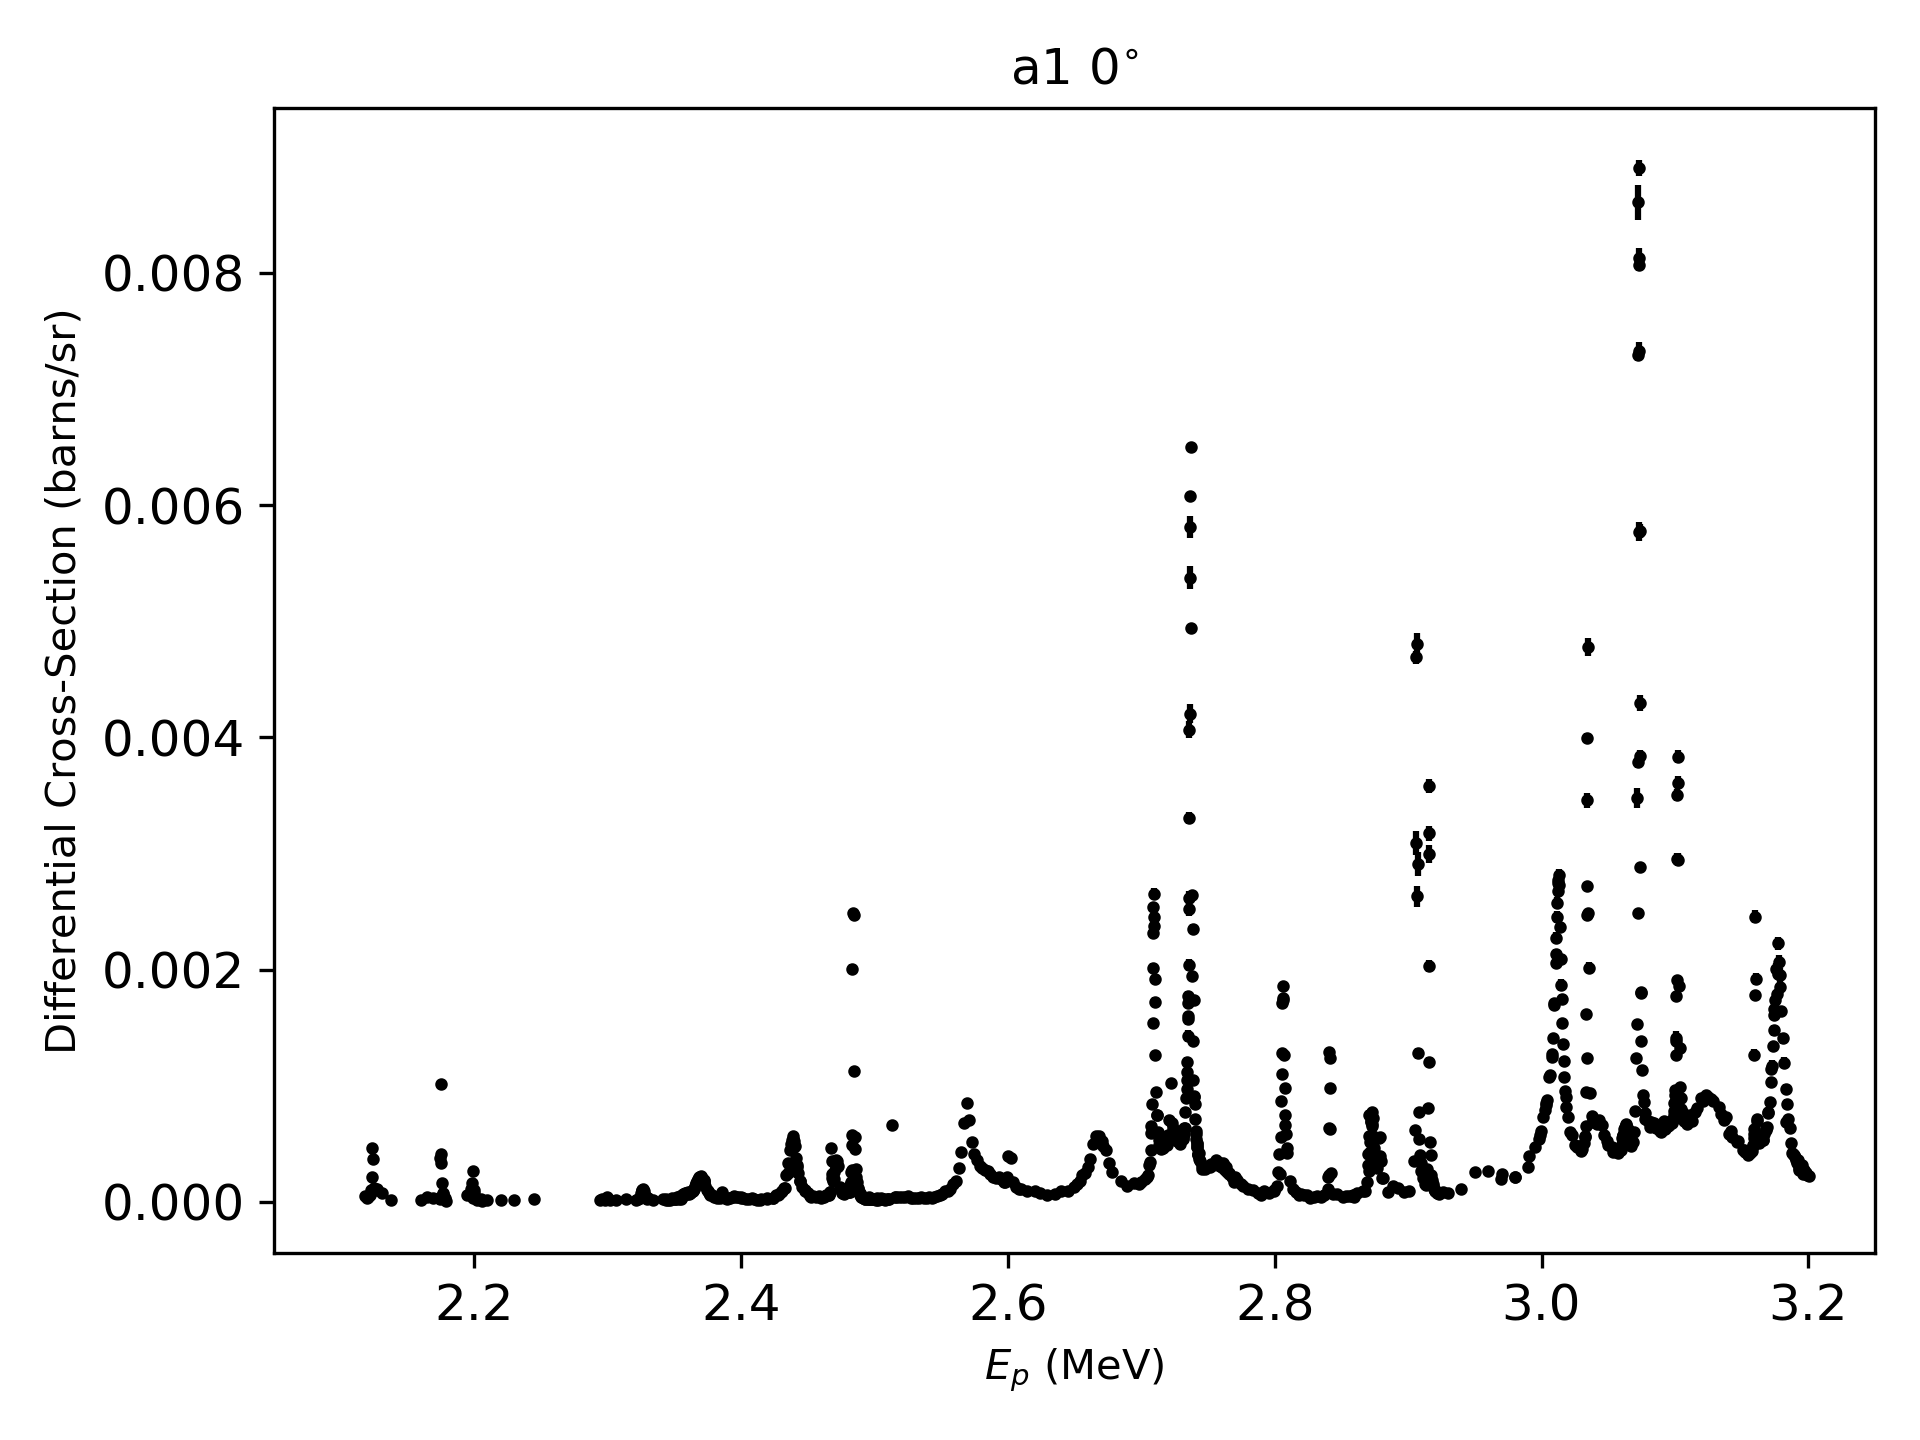 a1 0°
Differential Cross-Section (barns/sr)
0.008
0.006
0.004
0.002
0.000
2.2 2.4 2.6 2.8 3.0 3.2
E_p (MeV)